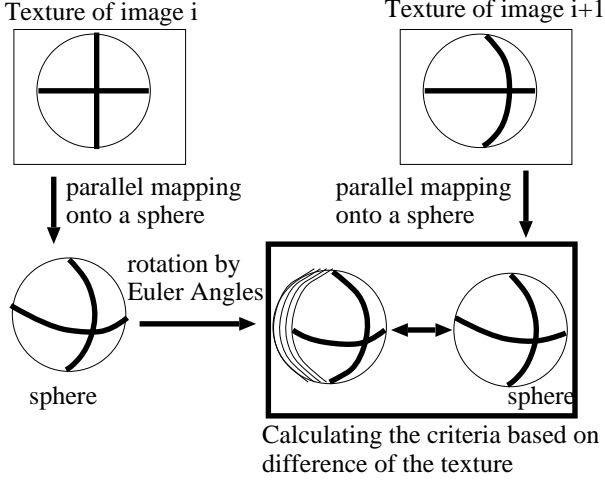 Texture of image i
Texture of image i+1
parallel mapping
onto a sphere
parallel mapping
onto a sphere
rotation by
Euler Angles
sphere
sphere
Calculating the criteria based on
difference of the texture